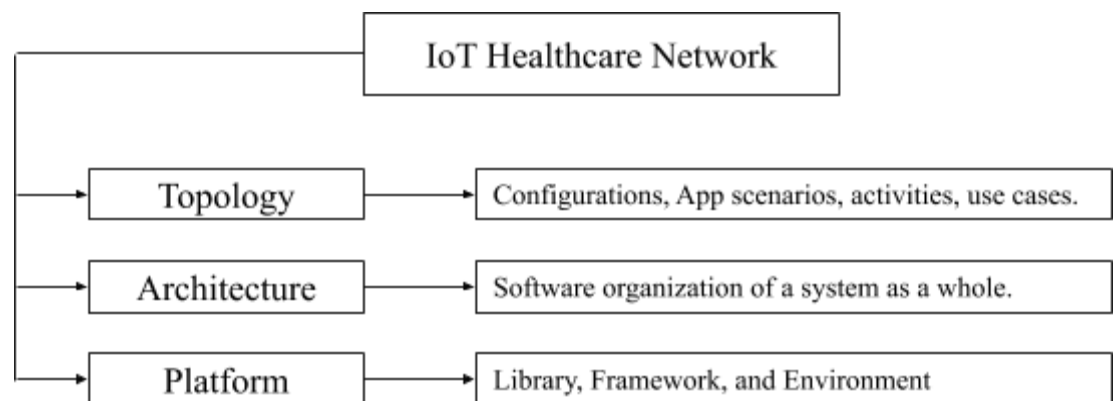 IoT Healthcare Network
Topology
Configurations, App scenarios, activities, use cases.
Architecture
Software organization of a system as a whole.
Platform
Library, Framework, and Environment